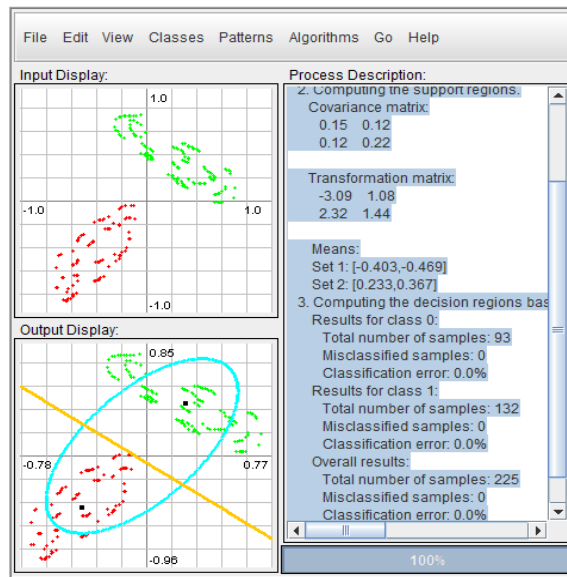 File Edit View Classes Patterns Algorithms Go Help
Input Display:
1.0
-1.0
1.0
-1.0
Output Display:
0.85
-0.78
0.77
-0.96
Process Description:
2. Computing the support regions.
Covariance matrix:
0.15 0.12
0.12 0.22
Transformation matrix:
-3.09 1.08
2.32 1.44
Means:
Set 1: [-0.403,-0.469]
Set 2: [0.233,0.367]
3. Computing the decision regions bas
Results for class 0:
Total number of samples: 93
Misclassified samples: 0
Classification error: 0.0%
Results for class 1:
Total number of samples: 132
Misclassified samples: 0
Classification error: 0.0%
Overall results:
Total number of samples: 225
Misclassified samples: 0
Classification error: 0.0%
100%